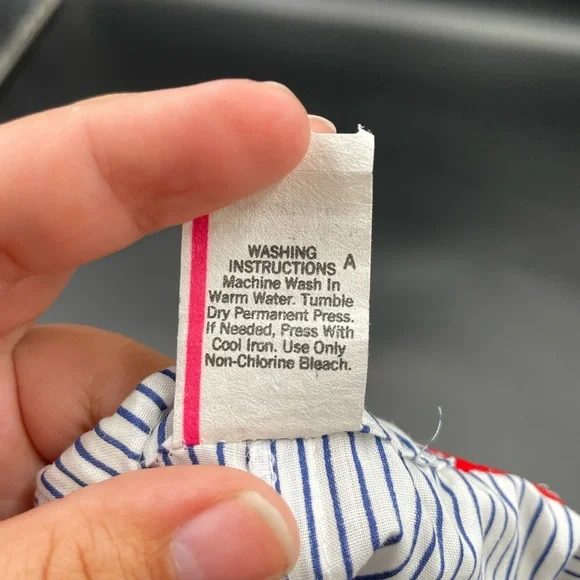 WASHING
INSTRUCTIONS A
Machine Wash In
Warm Water. Tumble
Dry Permanent Press.
If Needed, Press With
Cool Iron. Use Only
Non-Chlorine Bleach.